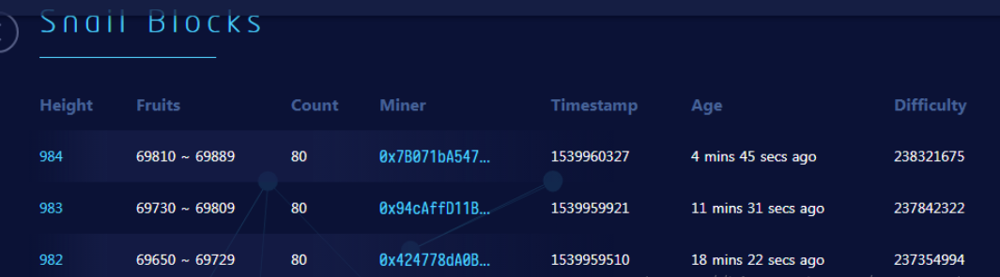 Snail Blocks
Height Fruits Count Miner Timestamp Age Difficulty
984 69810 ~ 69889 80 0x7B071bA547... 1539960327 4 mins 45 secs ago 238321675
983 69730 ~ 69809 80 0x94cAffD11B... 1539959921 11 mins 31 secs ago 237842322
982 69650 ~ 69729 80 0x424778dA0B... 1539959510 18 mins 22 secs ago 237354994